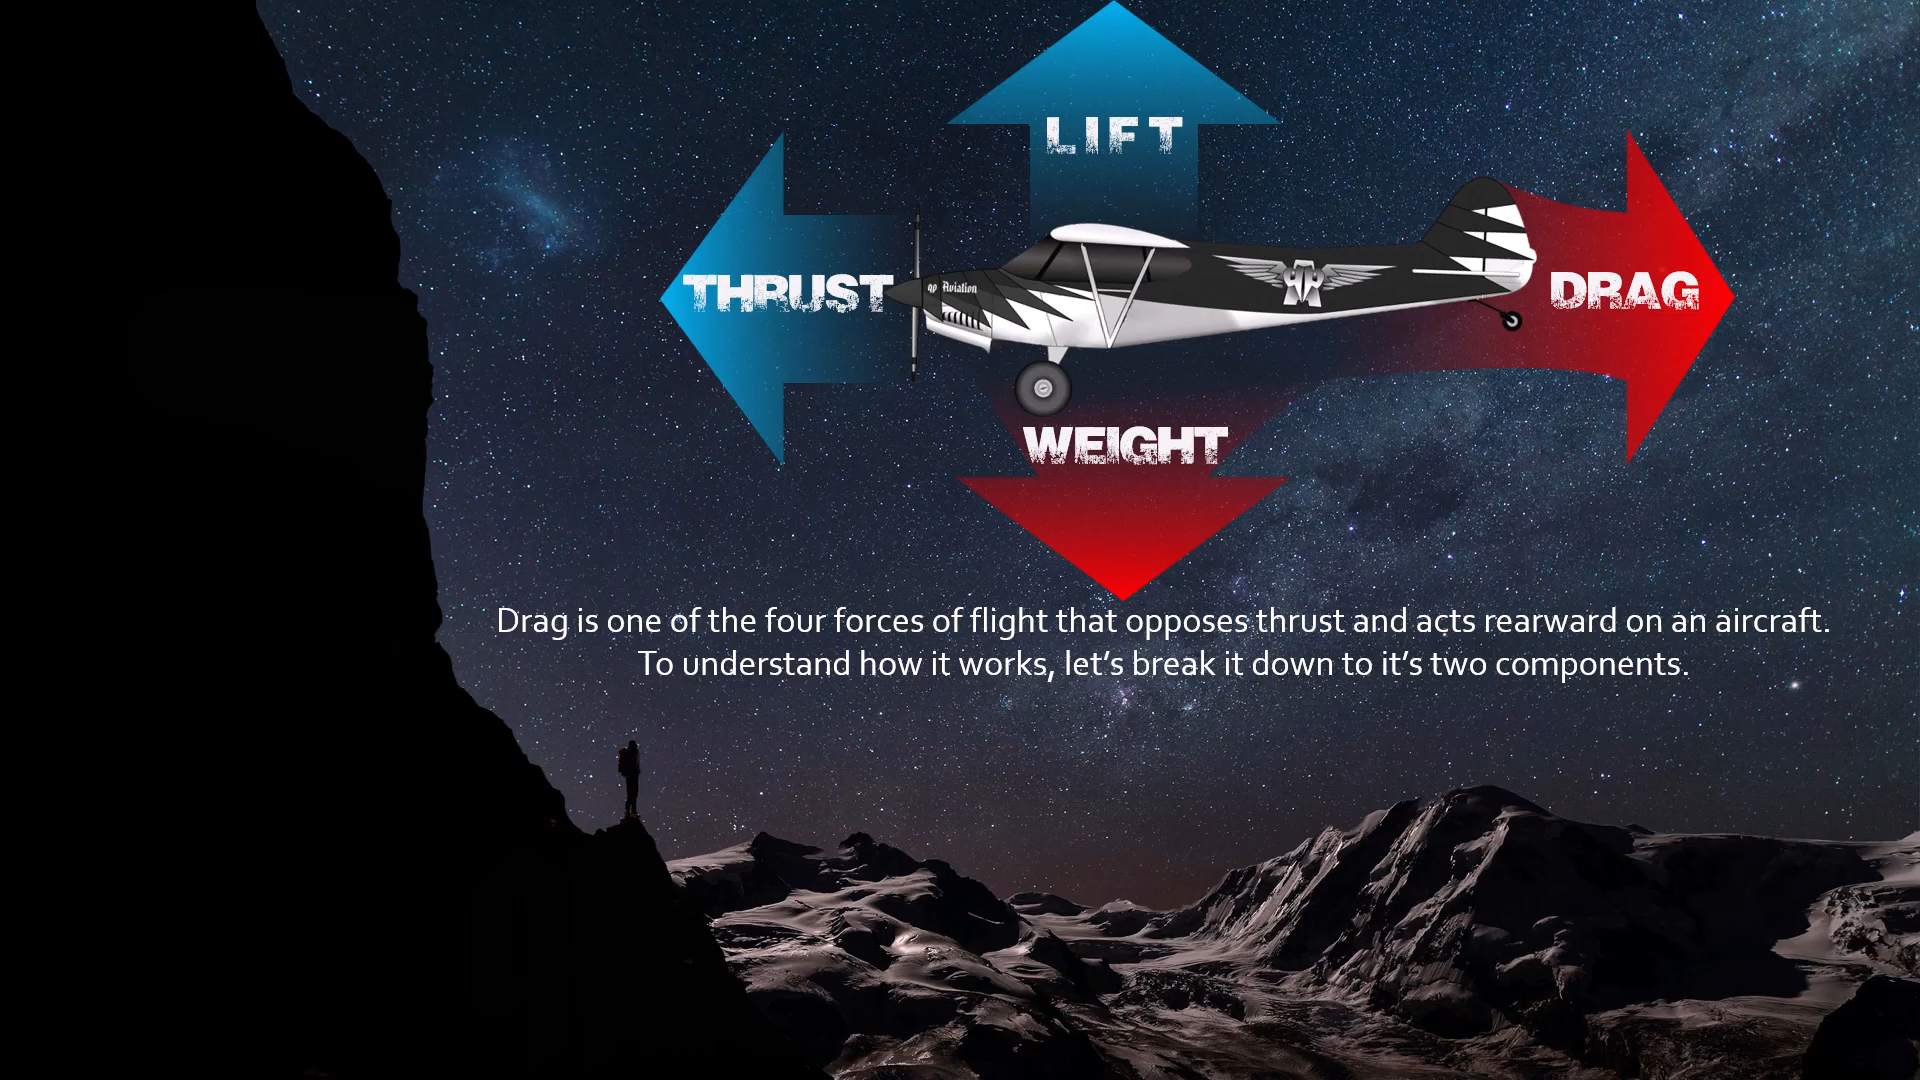 LIFT
THRUST
DRAG
WEIGHT
Drag is one of the four forces of flight that opposes thrust and acts rearward on an aircraft.
To understand how it works, let’s break it down to it’s two components.